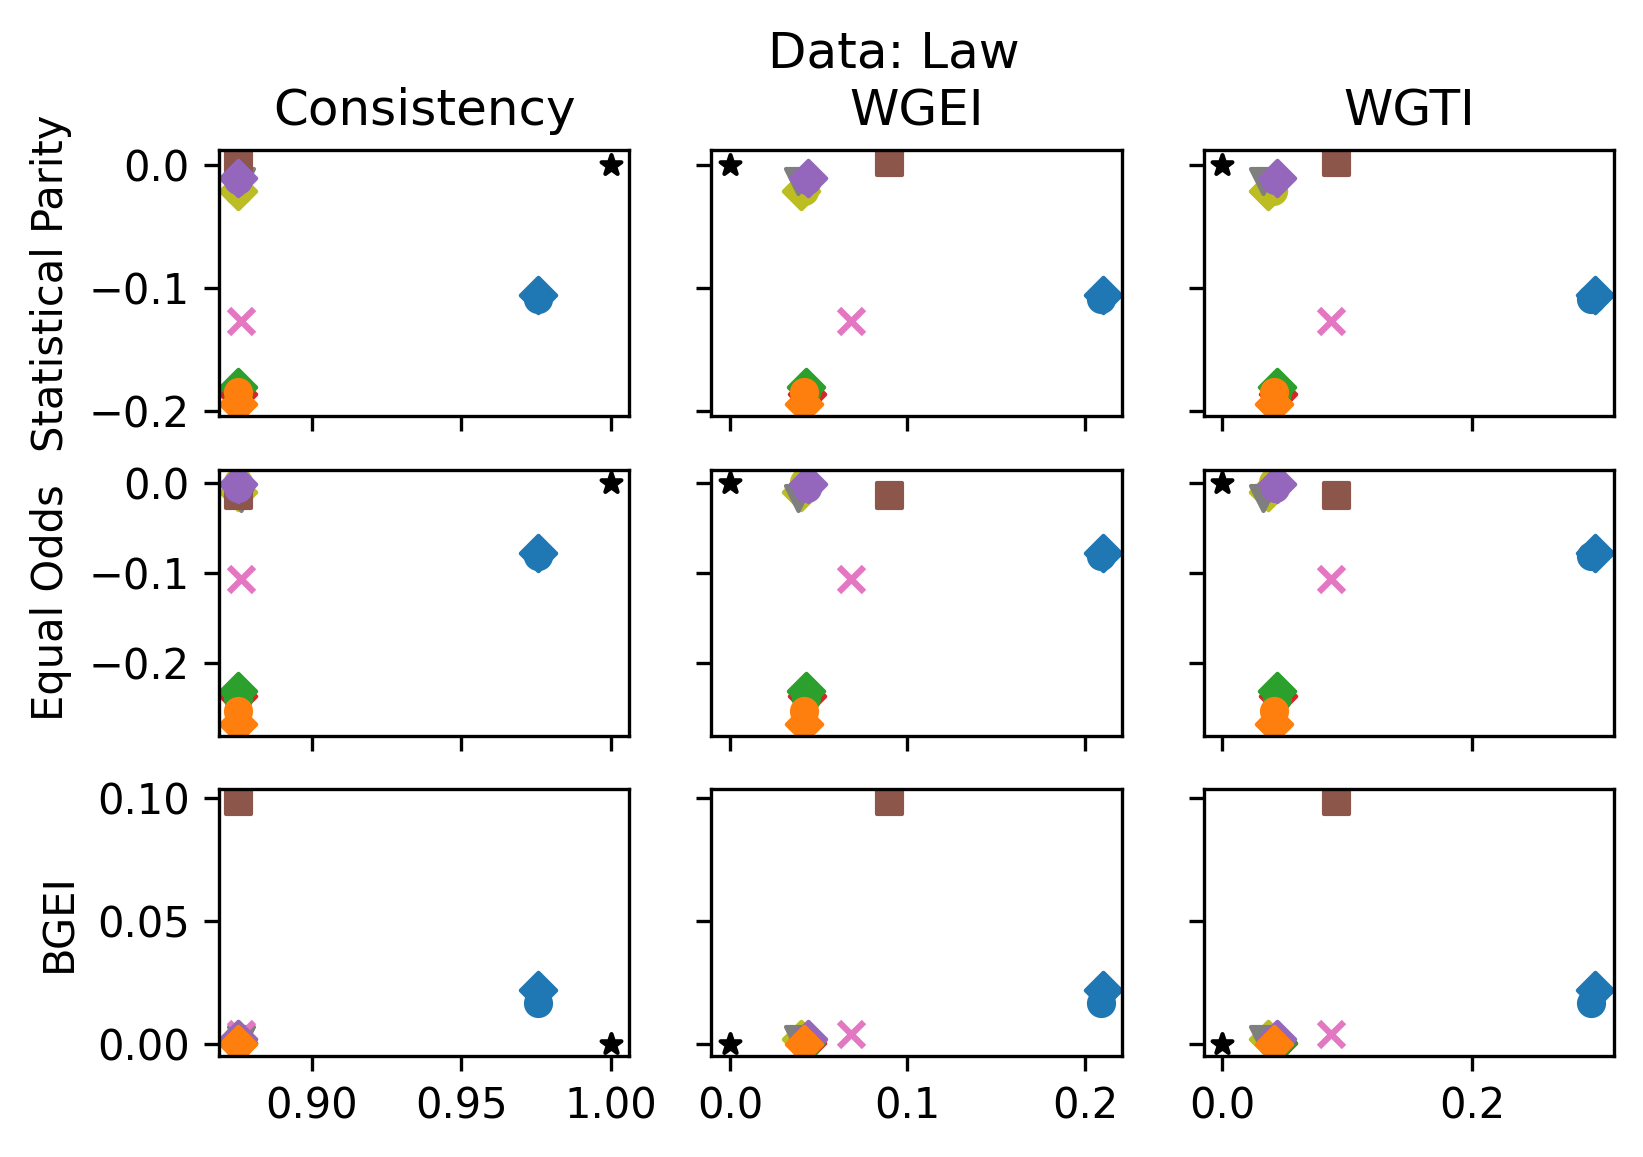 Data: Law
Consistency WGEI WGTI
Statistical Parity
0.0
−0.1
−0.2
Equal Odds
0.0
−0.1
−0.2
BGEI
0.10
0.05
0.00
0.90 0.95 1.00 0.0 0.1 0.2 0.0 0.2